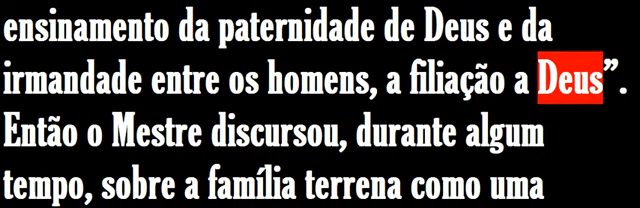 ensinamento da paternidade de Deus e da
irmandade entre os homens, a filiação a Deus”.
Então o Mestre discursou, durante algum
tempo, sobre a família terrena como uma